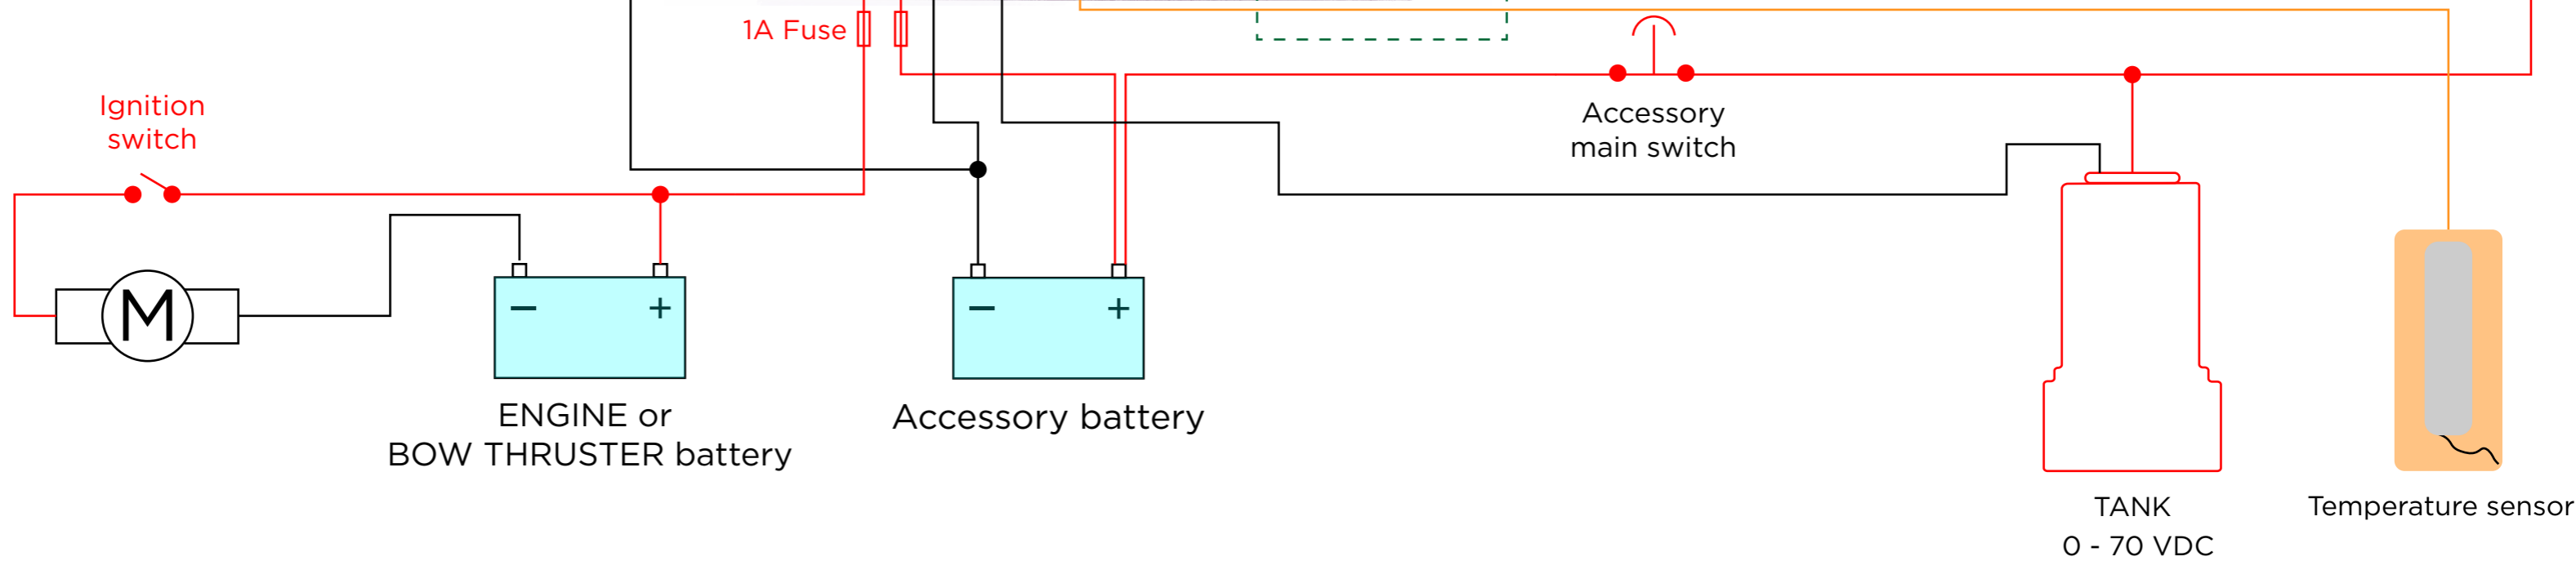 1A Fuse
Ignition
switch
Accessory
main switch
M
− +
− +
ENGINE or
BOW THRUSTER battery
Accessory battery
TANK
0 - 70 VDC
Temperature sensor